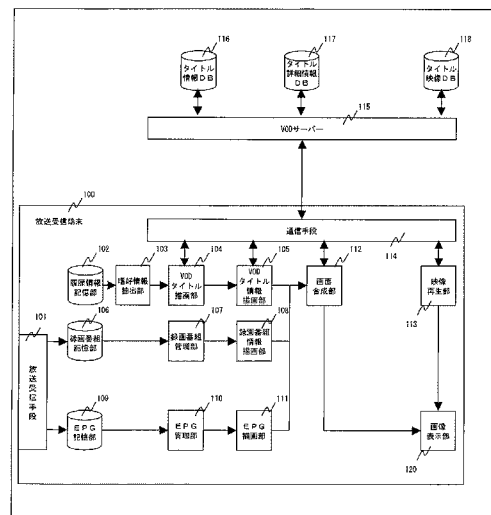 116
117
118
タイトル
情報DB
タイトル
詳細情報
DB
タイトル
映像DB
115
VODサーバー
100
放送受信端末
通信手段
114
102
103
104
105
112
履歴情報
記憶部
嗜好情報
抽出部
VOD
タイトル
描画部
VOD
タイトル情報
描画部
画面
合成部
映像
再生部
113
101
放送受信手段
106
107
108
録画番組
記憶部
録画番組
管理部
録画番組
情報
描画部
109
110
111
EPG
記憶部
EPG
管理部
EPG
描画部
画像
表示部
120